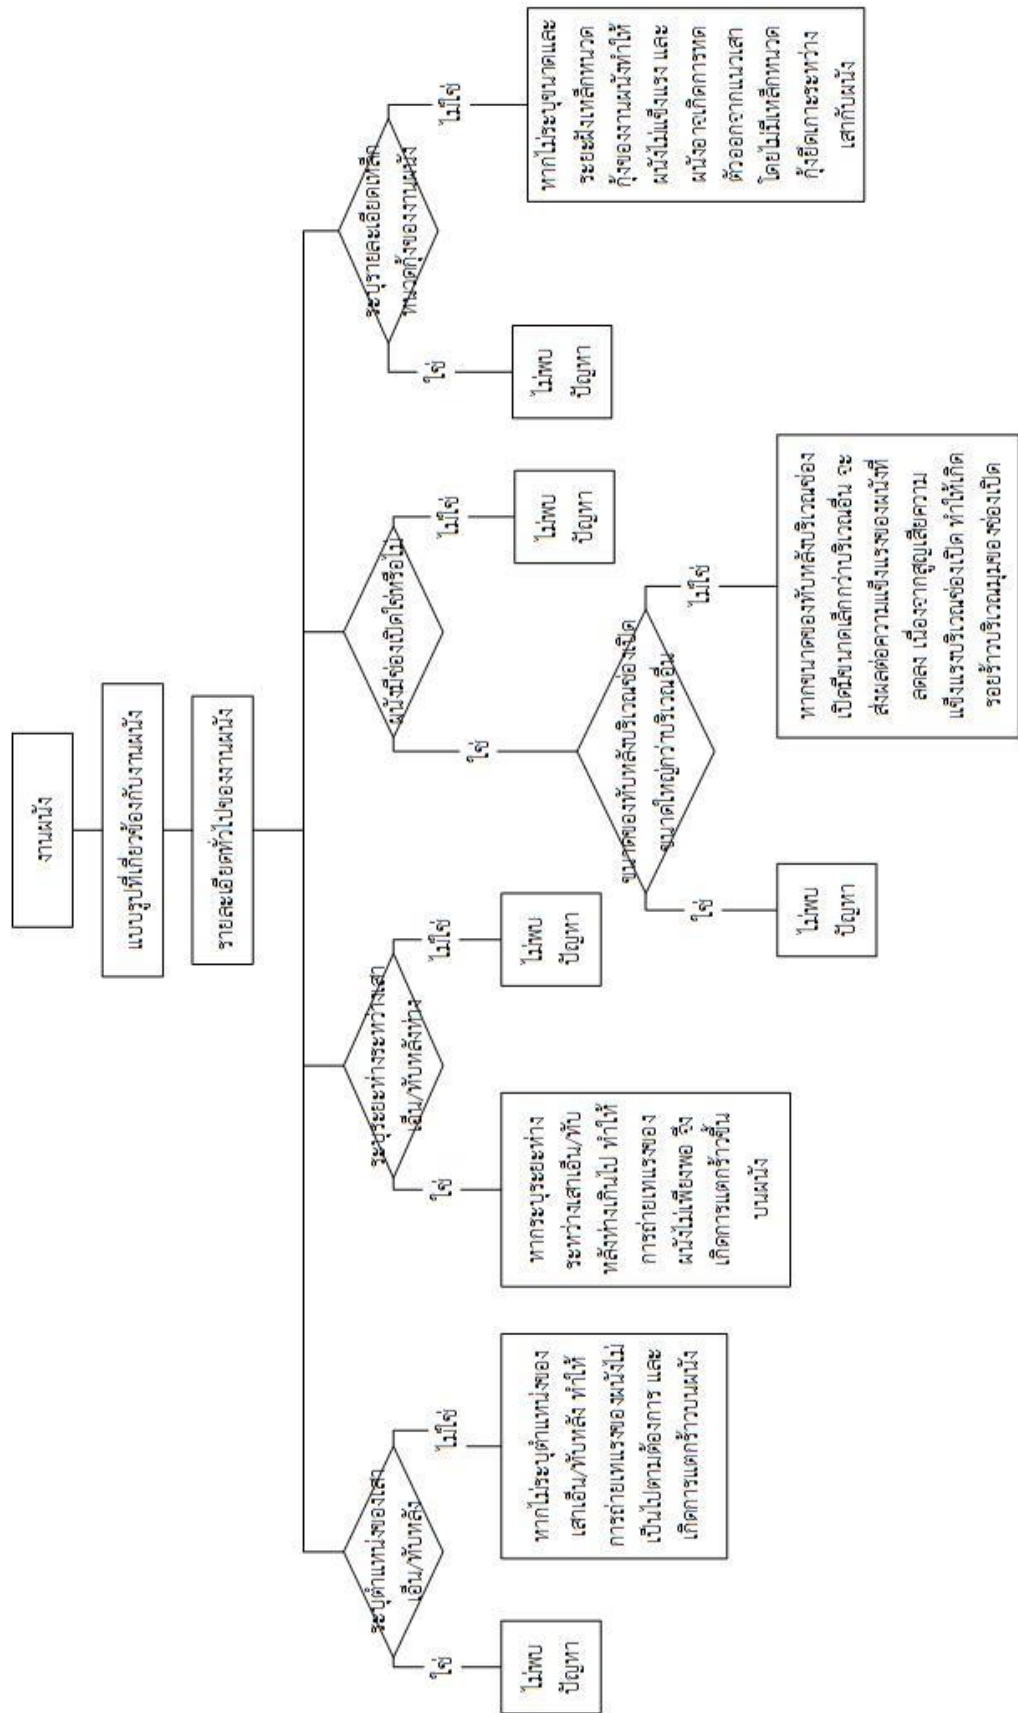 งานผนัง
แบบรูปที่เกี่ยวข้องกับงานผนัง
รายละเอียดทั่วไปของงานผนัง
ระบุตำแหน่งของเสา
เอ็น/ทับหลัง
ใช่
ไม่พบ
ปัญหา
ไม่ใช่
หากไม่ระบุตำแหน่งของ
เสาเอ็น/ทับหลัง ทำให้
การถ่ายเทแรงของผนังไม่
เป็นไปตามต้องการ และ
เกิดการแตกร้าวบนผนัง
ระบุระยะห่างระหว่างเสา
เอ็น/ทับหลังห่าง
ใช่
หากระบุระยะห่าง
ระหว่างเสาเอ็น/ทับ
หลังห่างเกินไป ทำให้
การถ่ายเทแรงของ
ผนังไม่เพียงพอ จึง
เกิดการแตกร้าวขึ้น
บนผนัง
ไม่ใช่
ไม่พบ
ปัญหา
ผนังมีช่องเปิดใช่หรือไม่
ใช่
ขนาดของทับหลังบริเวณช่องเปิด
ขนาดใหญ่กว่าบริเวณอื่น
ใช่
ไม่พบ
ปัญหา
ไม่ใช่
หากขนาดของทับหลังบริเวณช่อง
เปิดมีขนาดเล็กกว่าบริเวณอื่น จะ
ส่งผลต่อความแข็งแรงของผนังที่
ลดลง เนื่องจากสูญเสียความ
แข็งแรงบริเวณช่องเปิด ทำให้เกิด
รอยร้าวบริเวณมุมของช่องเปิด
ไม่ใช่
ไม่พบ
ปัญหา
ระบุรายละเอียดเหล็ก
หนวดกุ้งของงานผนัง
ใช่
ไม่พบ
ปัญหา
ไม่ใช่
หากไม่ระบุขนาดและ
ระยะฝังเหล็กหนวด
กุ้งของงานผนังทำให้
ผนังไม่แข็งแรง และ
ผนังอาจเกิดการหด
ตัวออกจากแนวเสา
โดยไม่มีเหล็กหนวด
กุ้งยึดเกาะระหว่าง
เสากับผนัง